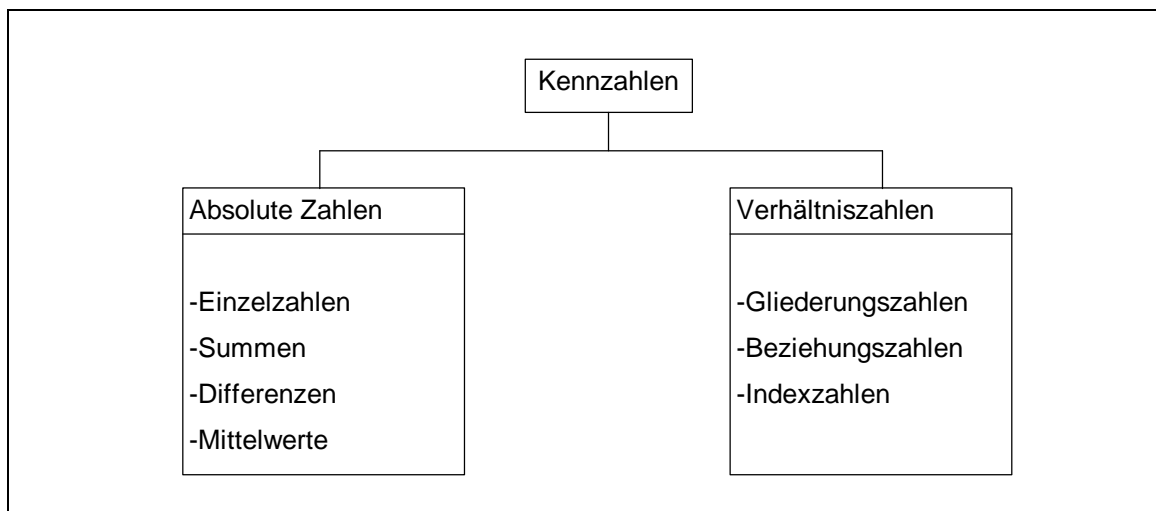 Kennzahlen
Absolute Zahlen
-Einzelzahlen
-Summen
-Differenzen
-Mittelwerte
Verhältniszahlen
-Gliederungszahlen
-Beziehungszahlen
-Indexzahlen